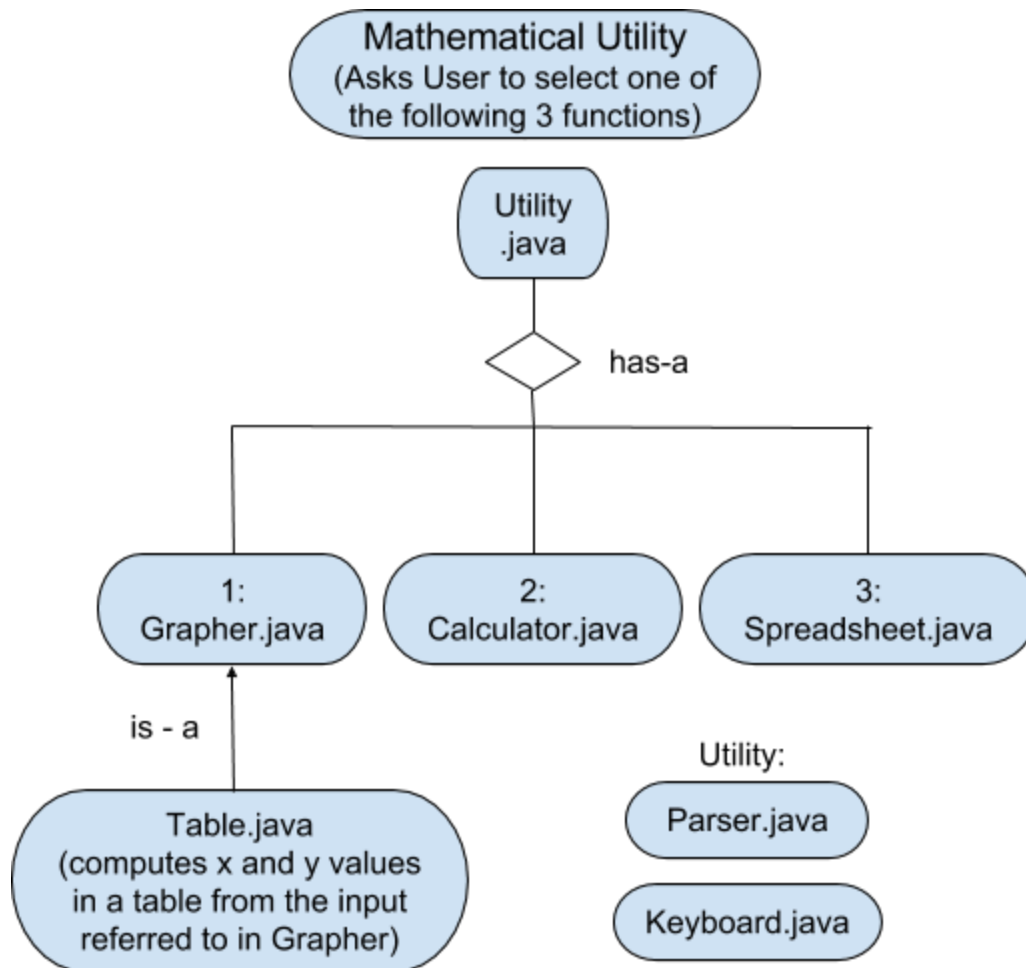 Mathematical Utility
(Asks User to select one of
the following 3 functions)
Utility
.java
has-a
1:
Grapher.java
2:
Calculator.java
3:
Spreadsheet.java
is - a
Table.java
(computes x and y values
in a table from the input
referred to in Grapher)
Utility:
Parser.java
Keyboard.java